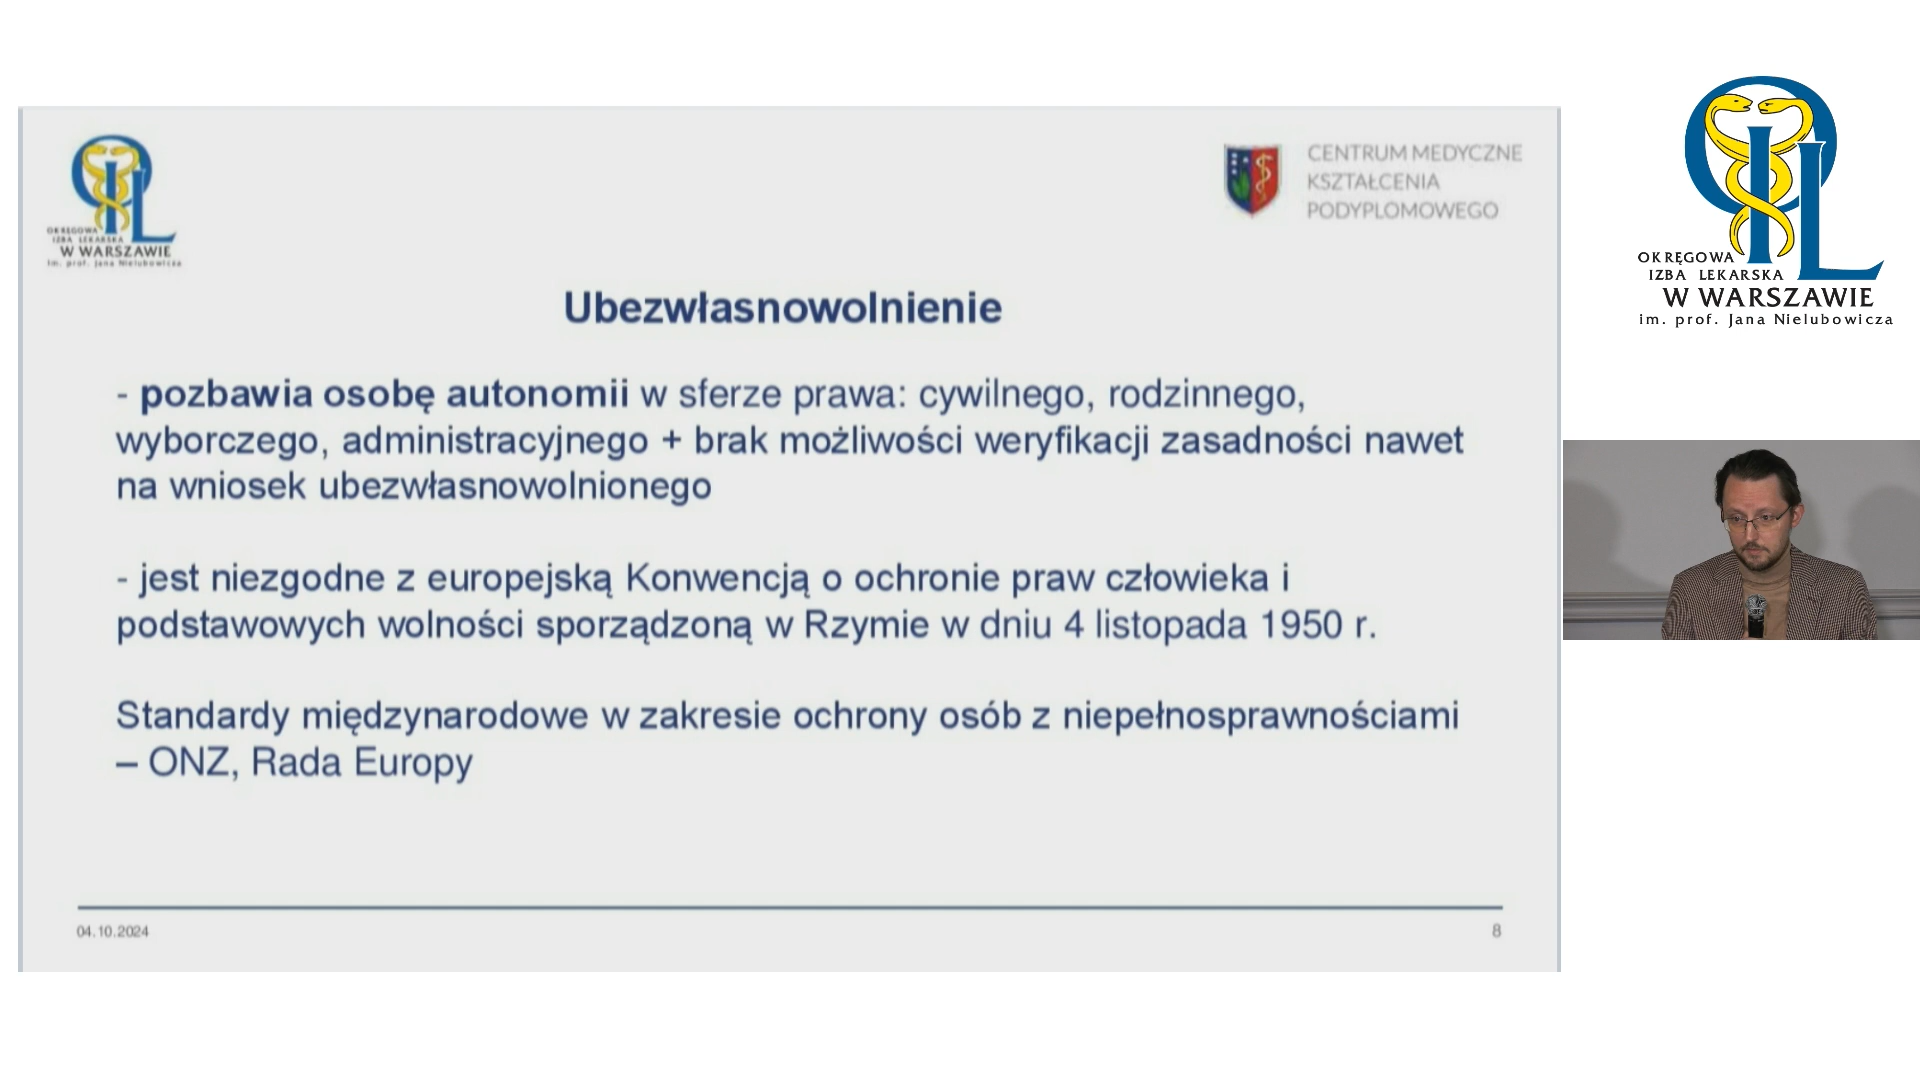 OKRĘGOWA
IZBA LEKARSKA
W WARSZAWIE
im. prof. Jana Nielubowicza
CENTRUM MEDYCZNE
KSZTAŁCENIA
PODYPLOMOWEGO
Ubezwłasnowolnienie
- pozbawia osobę autonomii w sferze prawa: cywilnego, rodzinnego,
wyborczego, administracyjnego + brak możliwości weryfikacji zasadności nawet
na wniosek ubezwłasnowolnionego
- jest niezgodne z europejską Konwencją o ochronie praw człowieka i
podstawowych wolności sporządzoną w Rzymie w dniu 4 listopada 1950 r.
Standardy międzynarodowe w zakresie ochrony osób z niepełnosprawnościami
– ONZ, Rada Europy
04.10.2024
8
OKRĘGOWA
IZBA LEKARSKA
W WARSZAWIE
im. prof. Jana Nielubowicza